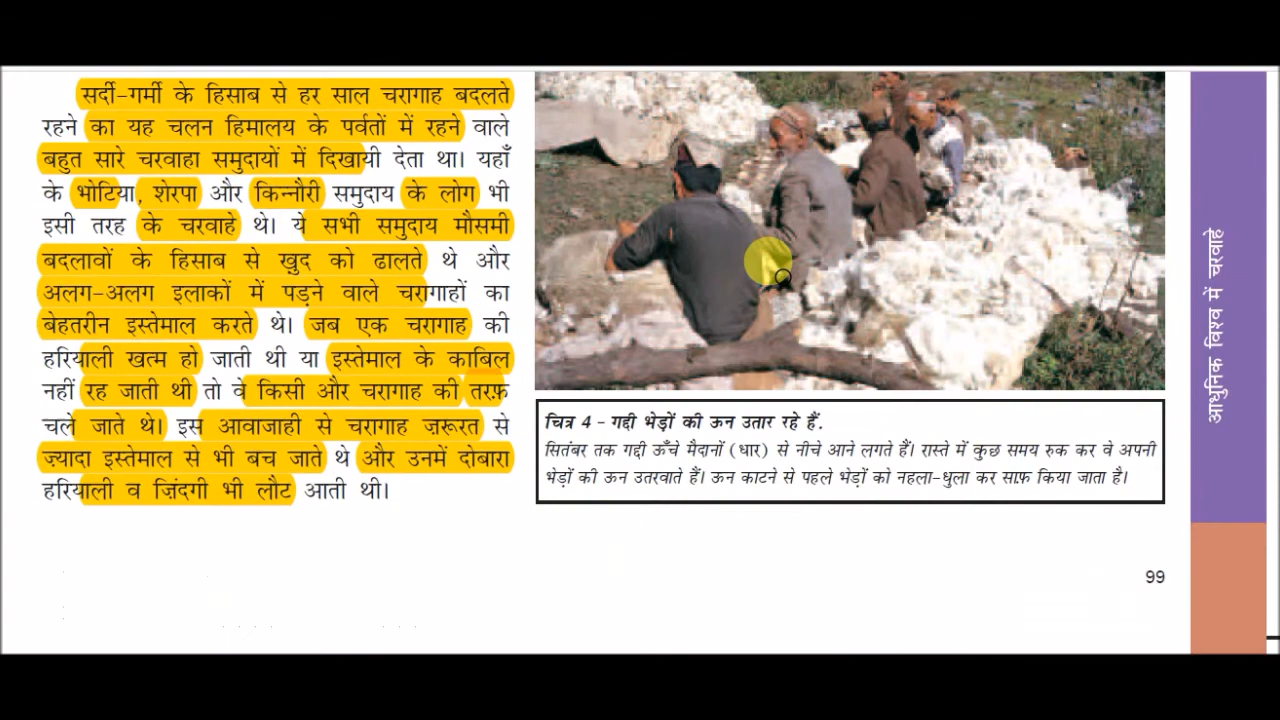 सर्दी-गर्मी के हिसाब से हर साल चरागाह बदलते
रहने का यह चलन हिमालय के पर्वतों में रहने वाले
बहुत सारे चरवाहा समुदायों में दिखायी देता था। यहाँ
के भोटिया, शेरपा और किन्नौरी समुदाय के लोग भी
इसी तरह के चरवाहे थे। ये सभी समुदाय मौसमी
बदलावों के हिसाब से खुद को ढालते थे और
अलग-अलग इलाकों में पड़ने वाले चरागाहों का
बेहतरीन इस्तेमाल करते थे। जब एक चरागाह की
हरियाली खत्म हो जाती थी या इस्तेमाल के काबिल
नहीं रह जाती थी तो वे किसी और चरागाह की तरफ़
चले जाते थे। इस आवाजाही से चरागाह ज़रूरत से
ज़्यादा इस्तेमाल से भी बच जाते थे और उनमें दोबारा
हरियाली व ज़िंदगी भी लौट आती थी।
चित्र 4 - गद्दी भेड़ों की ऊन उतार रहे हैं.
सितंबर तक गद्दी ऊँचे मैदानों (धार) से नीचे आने लगते हैं। रास्ते में कुछ समय रुक कर वे अपनी
भेड़ों की ऊन उतरवाते हैं। ऊन काटने से पहले भेड़ों को नहला-धुला कर साफ़ किया जाता है।
आधुनिक विश्व में चरवाहे
99